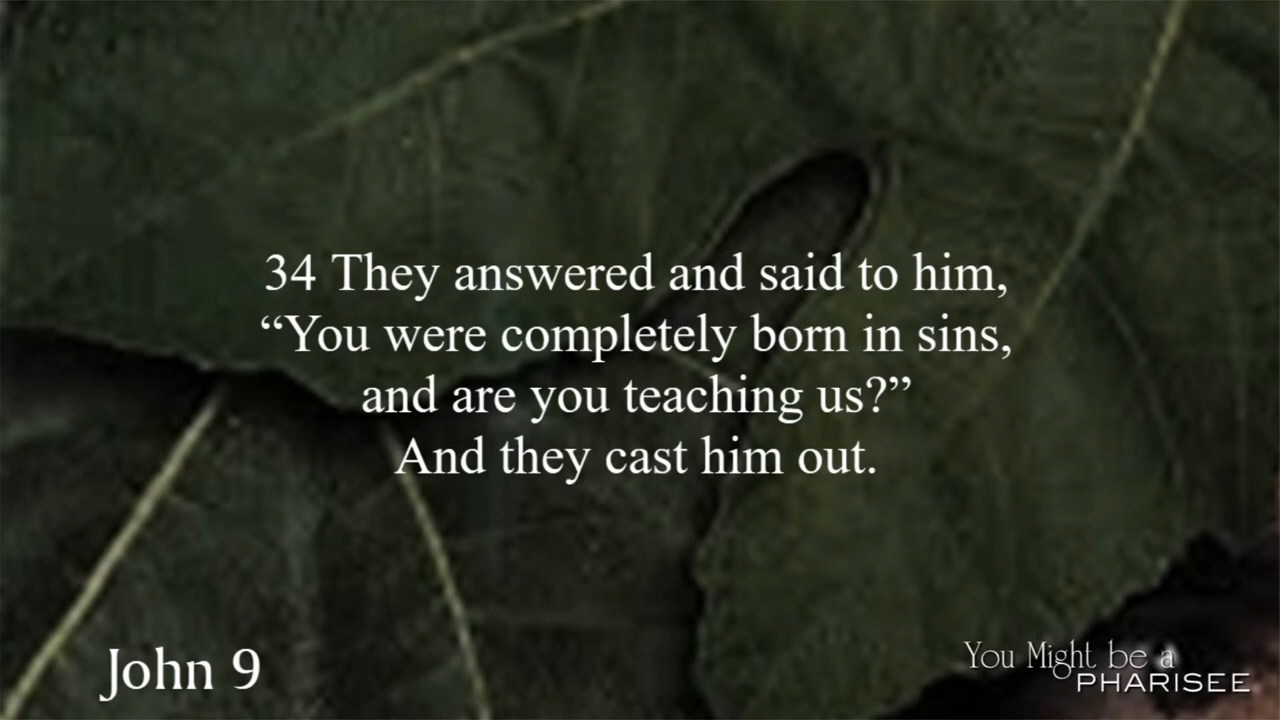 34 They answered and said to him,
“You were completely born in sins,
and are you teaching us?”
And they cast him out.
John 9
You Might be a
PHARISEE